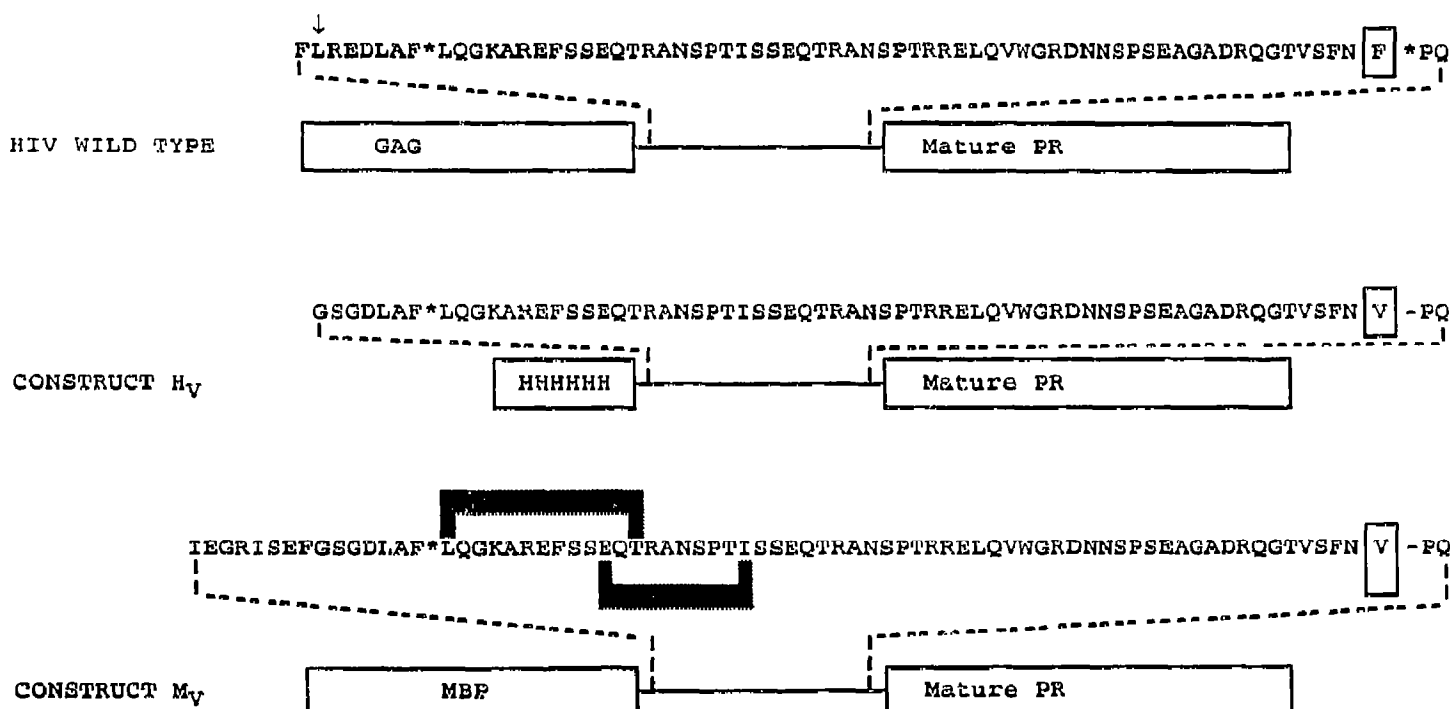 ↓
FLREDLAF*LQGKAREFSSEQTRANSPTISSEQTRANSPTRRELQVWGRDNNSPSEAGADRQGTVSFN F *PQ
HIV WILD TYPE GAG Mature PR
GSGDLAF*LQGKAREFSSEQTRANSPTISSEQTRANSPTRRELQVWGRDNNSPSEAGADRQGTVSFN V -PQ
CONSTRUCT HV HHHHHH Mature PR
IEGRISEFGSGDLAF*LQGKAREFSSEQTRANSPTISSEQTRANSPTRRELQVWGRDNNSPSEAGADRQGTVSFN V -PQ
CONSTRUCT MV MBP Mature PR